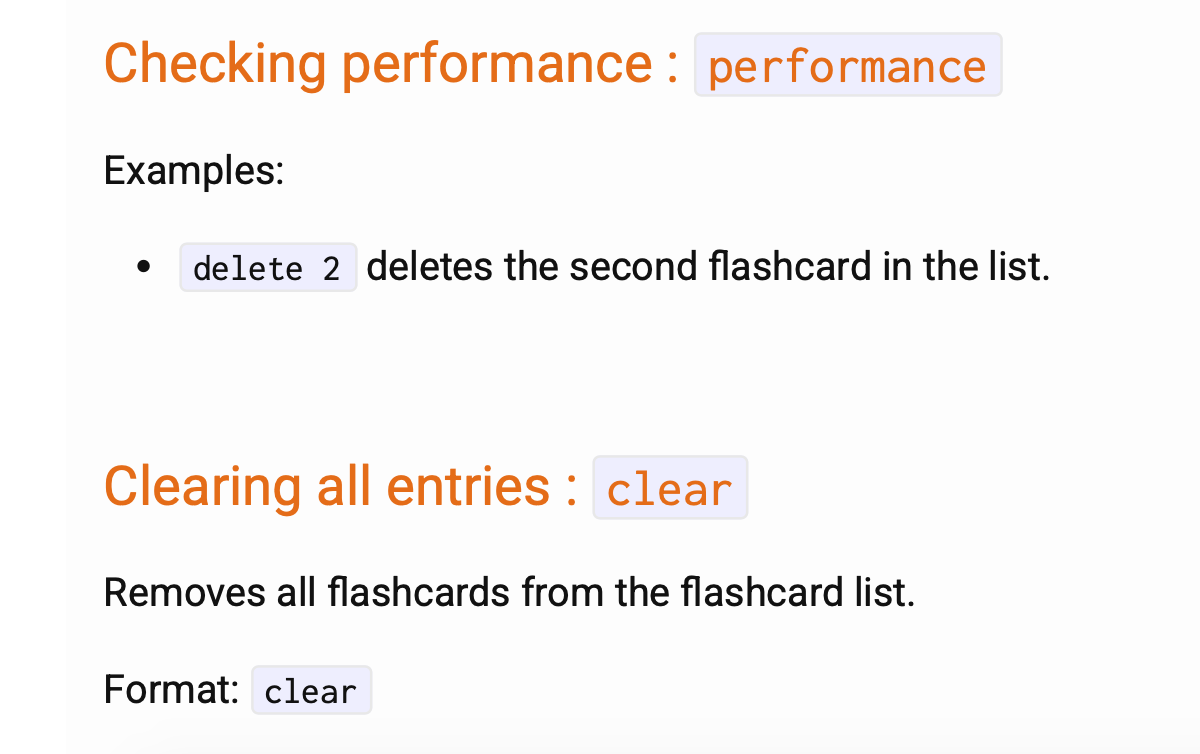 Checking performance : performance
Examples:
• delete 2 deletes the second flashcard in the list.
Clearing all entries : clear
Removes all flashcards from the flashcard list.
Format: clear